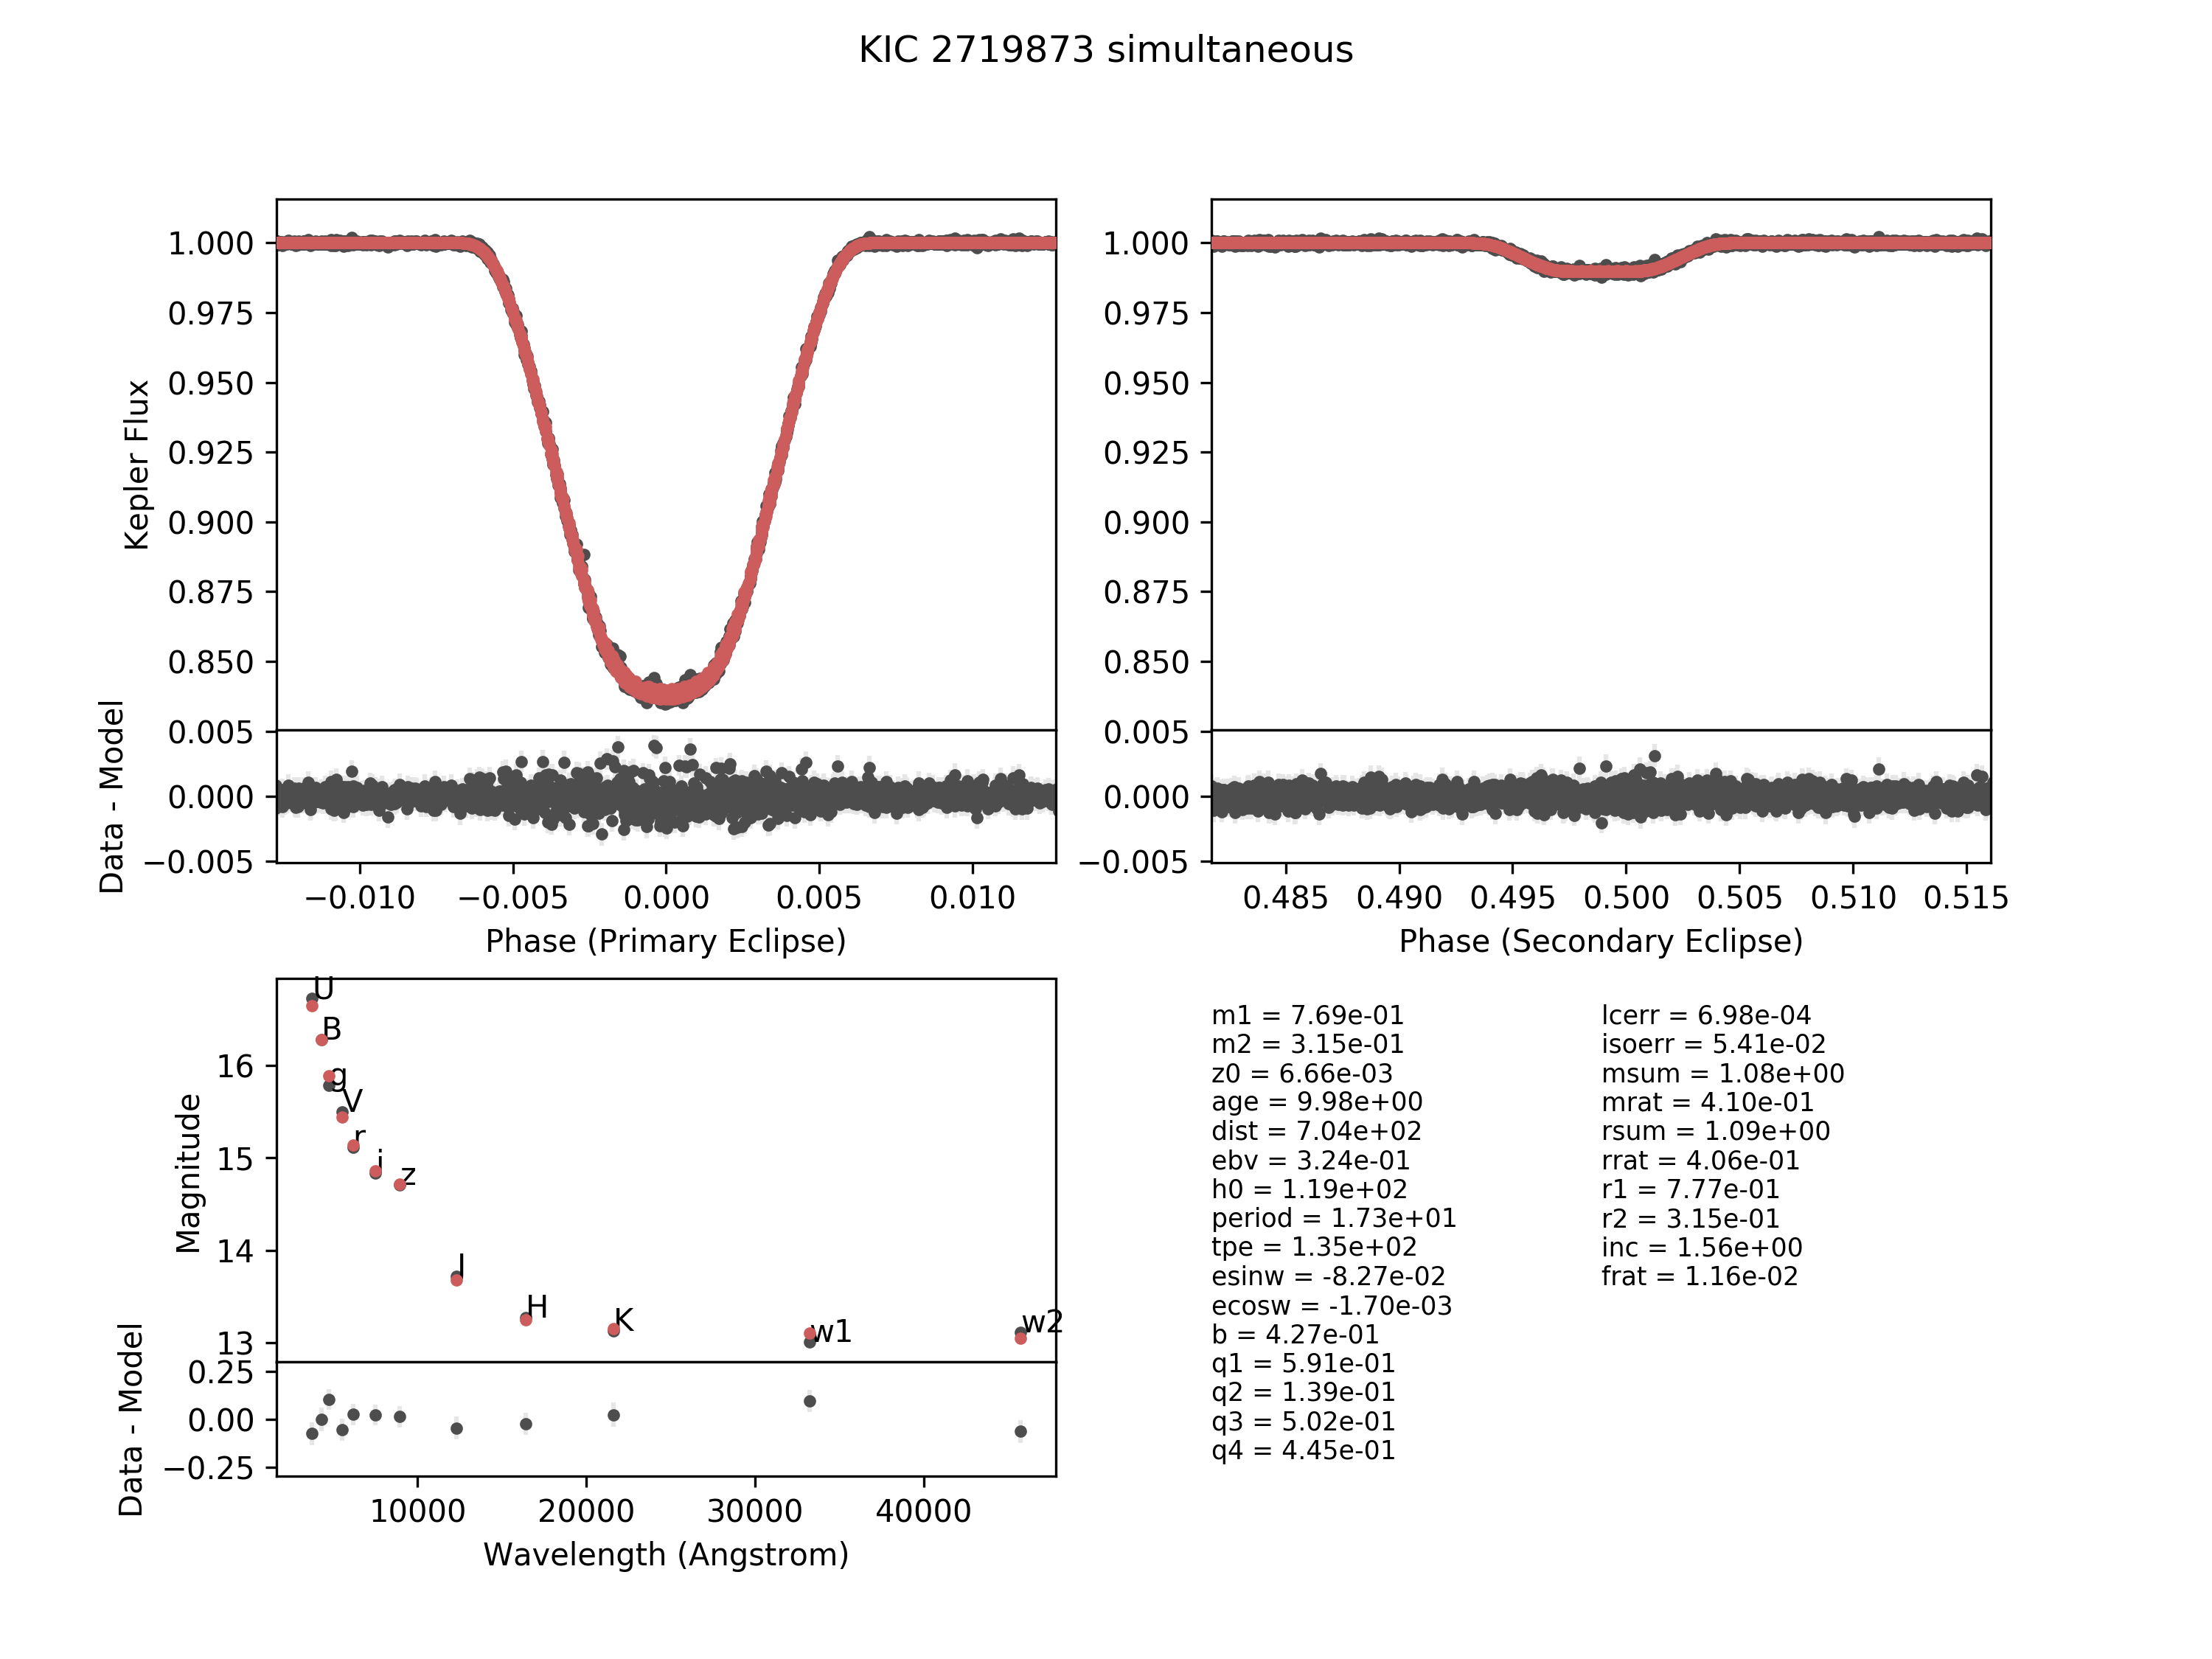 KIC 2719873 simultaneous
Kepler Flux
1.000
0.975
0.950
0.925
0.900
0.875
0.850
Data - Model
0.005
0.000
−0.005
−0.010 −0.005 0.000 0.005 0.010
Phase (Primary Eclipse)
1.000
0.975
0.950
0.925
0.900
0.875
0.850
0.005
0.000
−0.005
0.485 0.490 0.495 0.500 0.505 0.510 0.515
Phase (Secondary Eclipse)
Magnitude
16
15
14
13
U
B
g
V
r
i
z
J
H
K
w1
w2
Data - Model
0.25
0.00
−0.25
10000 20000 30000 40000
Wavelength (Angstrom)
m1 = 7.69e-01
m2 = 3.15e-01
z0 = 6.66e-03
age = 9.98e+00
dist = 7.04e+02
ebv = 3.24e-01
h0 = 1.19e+02
period = 1.73e+01
tpe = 1.35e+02
esinw = -8.27e-02
ecosw = -1.70e-03
b = 4.27e-01
q1 = 5.91e-01
q2 = 1.39e-01
q3 = 5.02e-01
q4 = 4.45e-01
lcerr = 6.98e-04
isoerr = 5.41e-02
msum = 1.08e+00
mrat = 4.10e-01
rsum = 1.09e+00
rrat = 4.06e-01
r1 = 7.77e-01
r2 = 3.15e-01
inc = 1.56e+00
frat = 1.16e-02